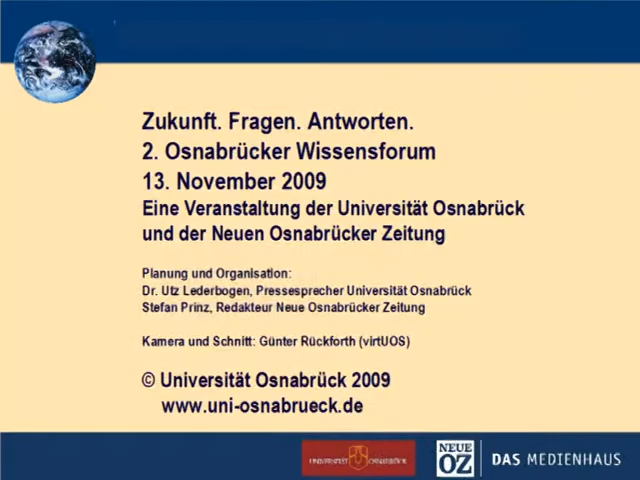 Zukunft. Fragen. Antworten.
2. Osnabrücker Wissensforum
13. November 2009
Eine Veranstaltung der Universität Osnabrück
und der Neuen Osnabrücker Zeitung
Planung und Organisation:
Dr. Utz Lederbogen, Pressesprecher Universität Osnabrück
Stefan Prinz, Redakteur Neue Osnabrücker Zeitung
Kamera und Schnitt: Günter Rückforth (virtUOS)
© Universität Osnabrück 2009
www.uni-osnabrueck.de
UNIVERSITÄT OSNABRÜCK
NEUE
OZ
DAS MEDIENHAUS